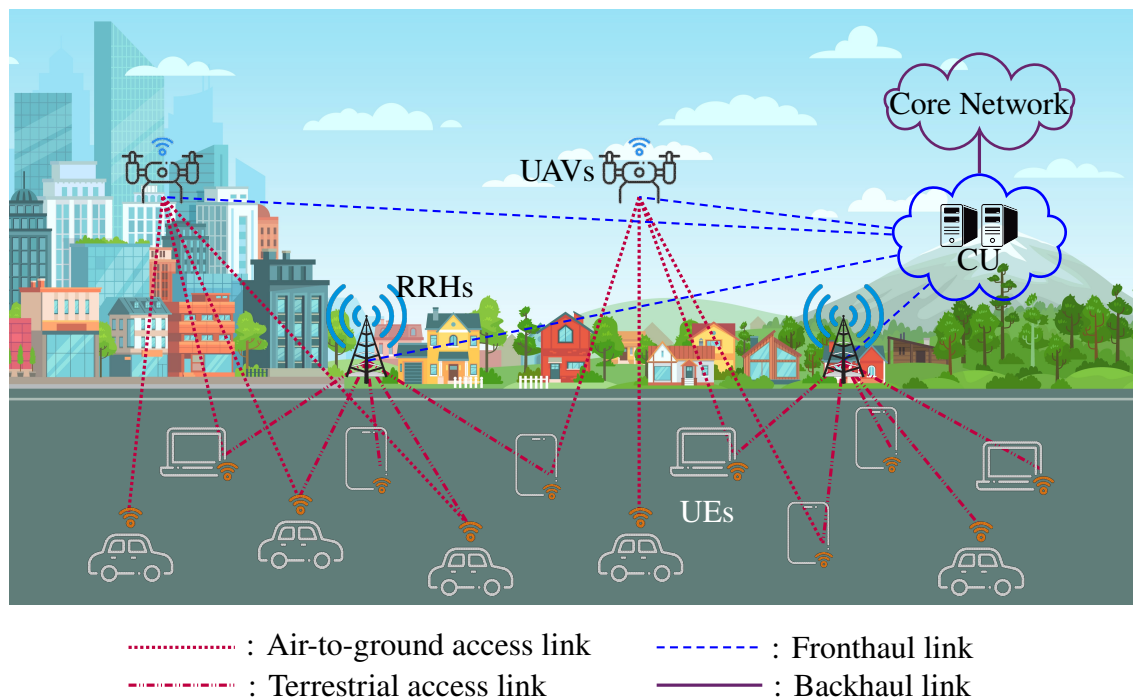 Core Network
UAVs
CU
RRHs
UEs
: Air-to-ground access link
: Fronthaul link
: Terrestrial access link
: Backhaul link